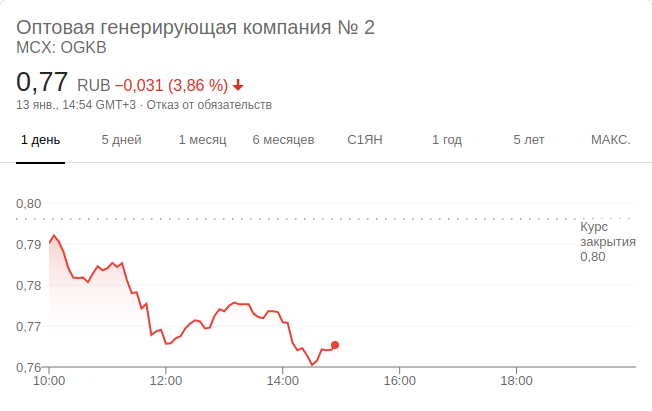 Оптовая генерирующая компания № 2
MCX: OGKB
0,77 RUB −0,031 (3,86 %)
13 янв., 14:54 GMT+3 · Отказ от обязательств
1 день 5 дней 1 месяц 6 месяцев С1ЯН 1 год 5 лет МАКС.
0,80
Курс
закрытия
0,80
0,79
0,78
0,77
0,76
10:00 12:00 14:00 16:00 18:00